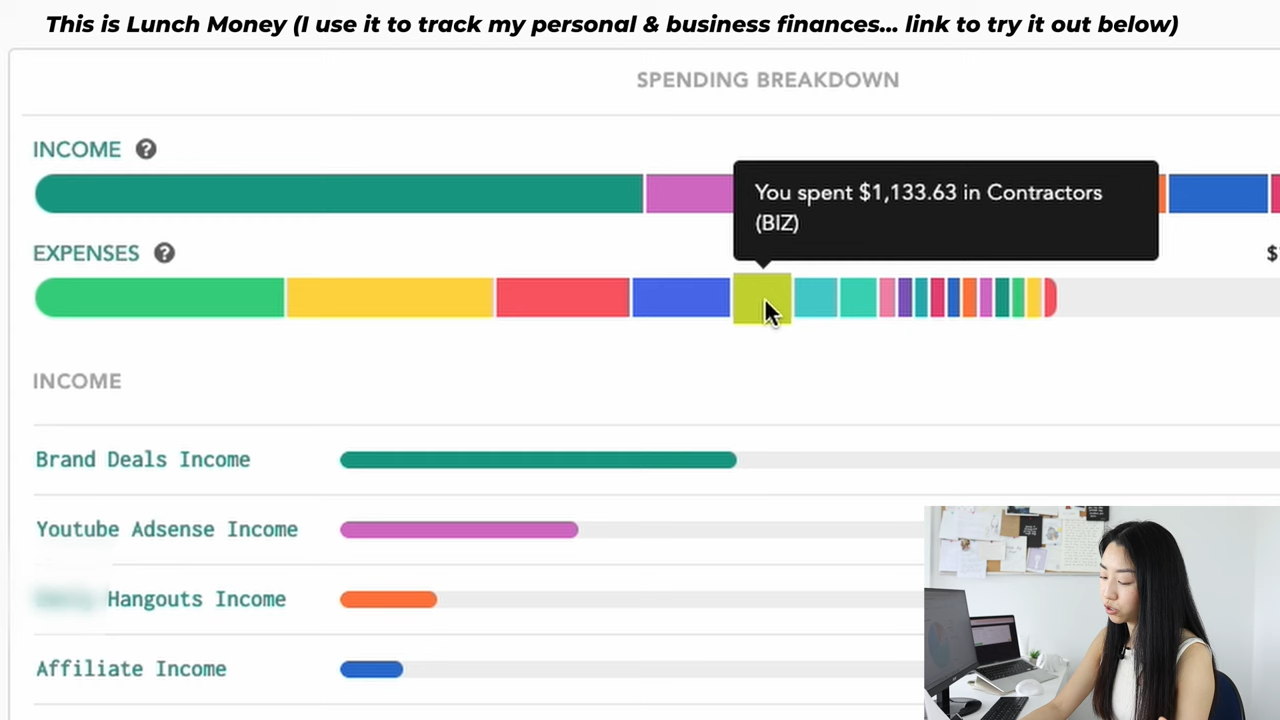 This is Lunch Money (I use it to track my personal & business finances... link to try it out below)
SPENDING BREAKDOWN
INCOME ?
You spent $1,133.63 in Contractors
(BIZ)
EXPENSES ?
$
INCOME
Brand Deals Income
Youtube Adsense Income
Hangouts Income
Affiliate Income